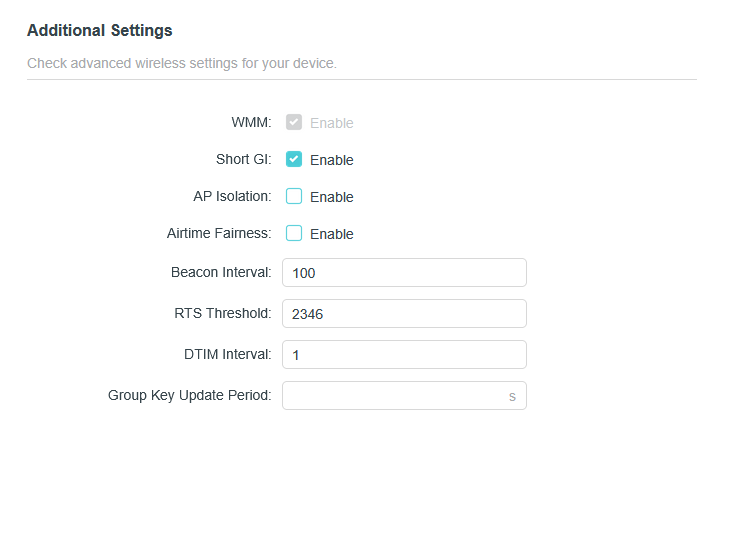 Additional Settings
Check advanced wireless settings for your device.
WMM: Enable
Short GI: Enable
AP Isolation: Enable
Airtime Fairness: Enable
Beacon Interval: 100
RTS Threshold: 2346
DTIM Interval: 1
Group Key Update Period: s